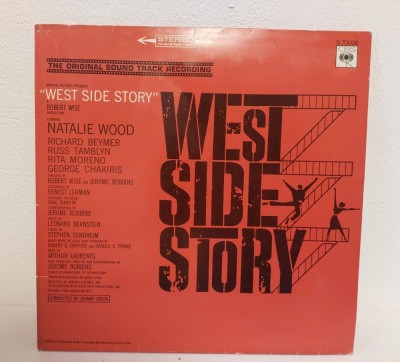 STEREO
THE ORIGINAL SOUND TRACK RECORDING
"WEST SIDE STORY"
ROBERT WISE
NATALIE WOOD
RICHARD BEYMER
RUSS TAMBLYN
RITA MORENO
GEORGE CHAKIRIS
ROBERT WISE AND JEROME ROBBINS
ERNEST LEHMAN
SAUL CHAPLIN
JEROME ROBBINS
LEONARD BERNSTEIN
STEPHEN SONDHEIM
ARTHUR LAURENTS
JEROME ROBBINS
CONDUCTED BY JOHNNY GREEN
WEST
SIDE
STORY
CBS